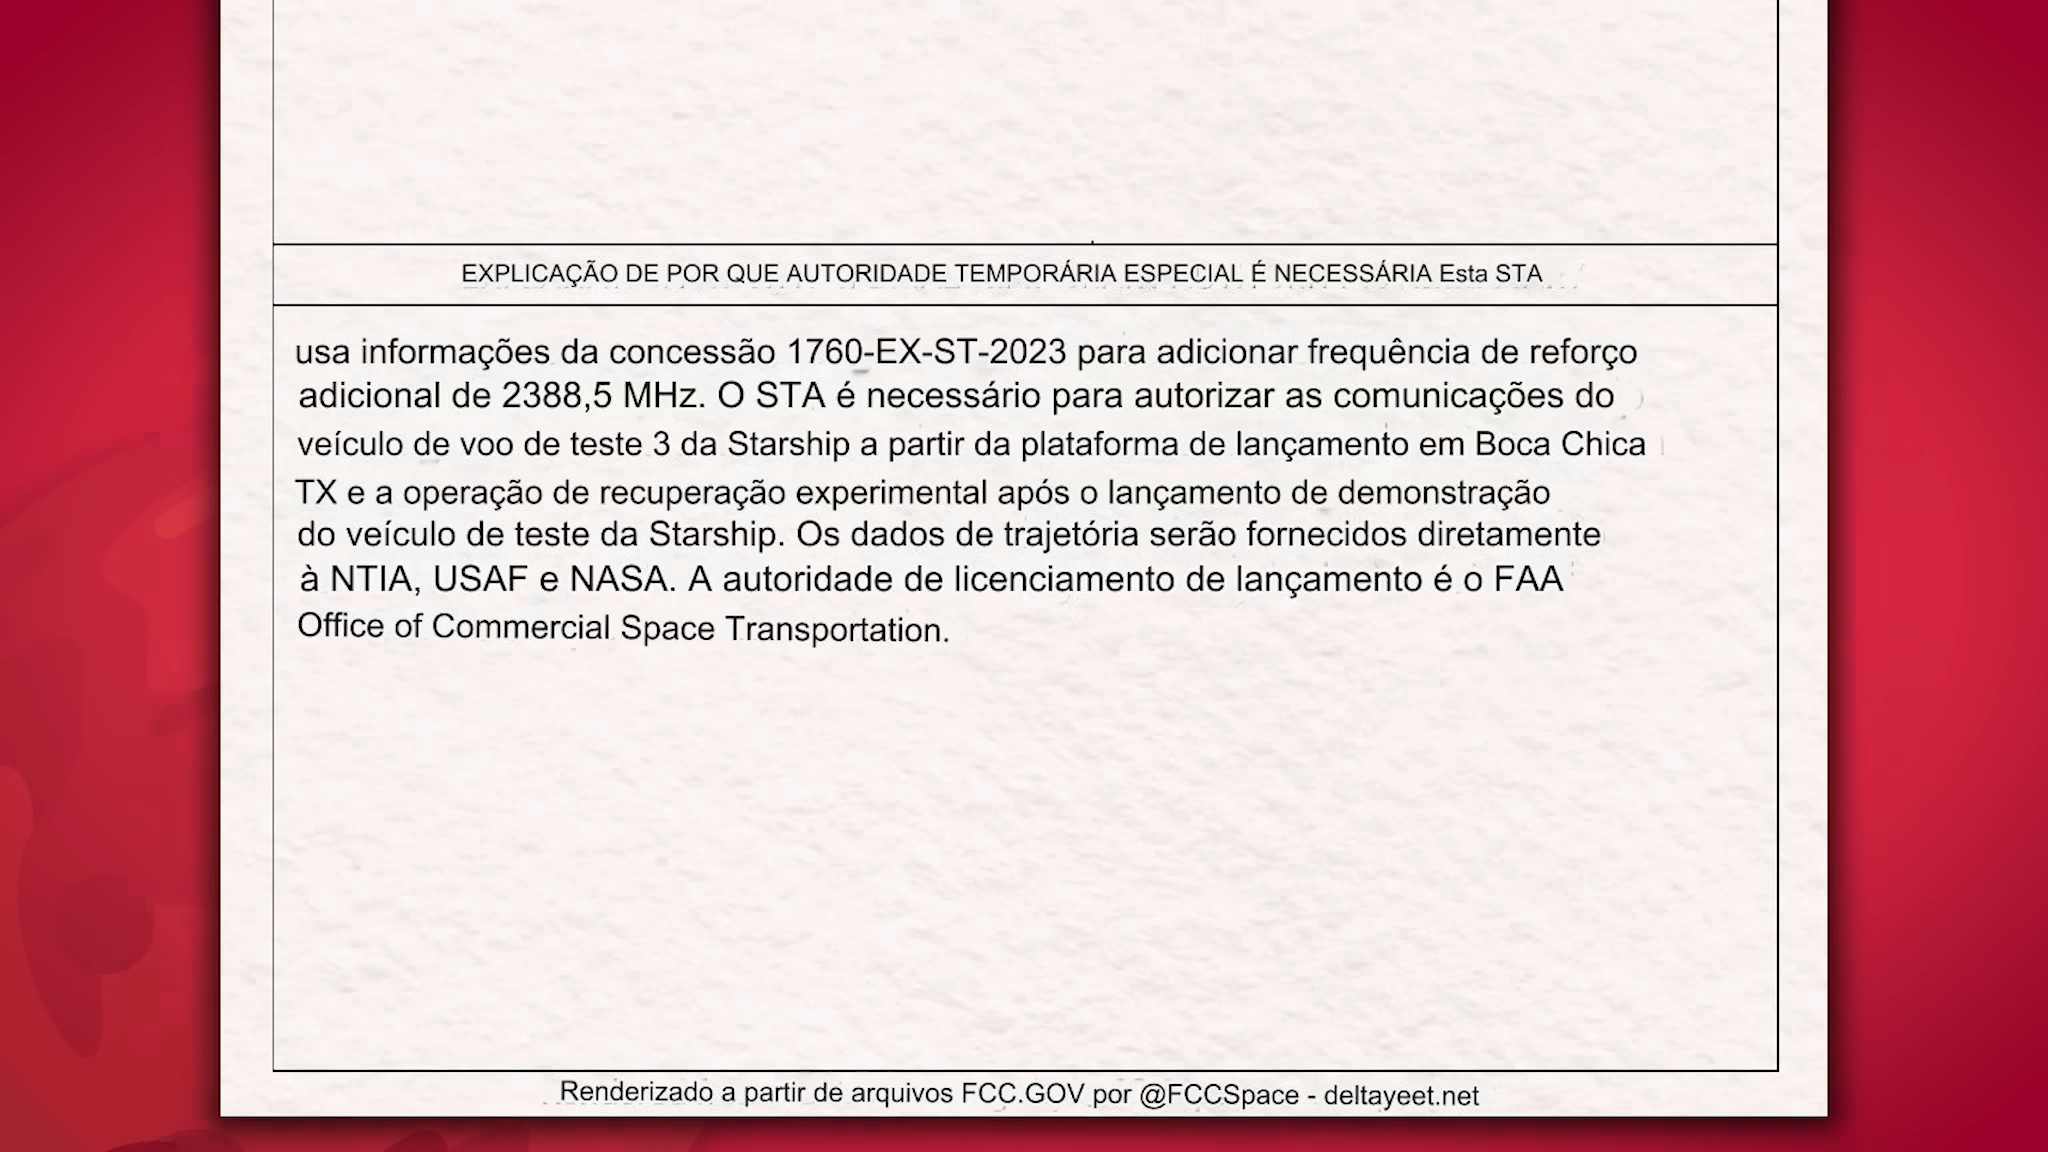 EXPLICAÇÃO DE POR QUE AUTORIDADE TEMPORÁRIA ESPECIAL É NECESSÁRIA Esta STA
usa informações da concessão 1760-EX-ST-2023 para adicionar frequência de reforço
adicional de 2388,5 MHz. O STA é necessário para autorizar as comunicações do
veículo de voo de teste 3 da Starship a partir da plataforma de lançamento em Boca Chica
TX e a operação de recuperação experimental após o lançamento de demonstração
do veículo de teste da Starship. Os dados de trajetória serão fornecidos diretamente
à NTIA, USAF e NASA. A autoridade de licenciamento de lançamento é o FAA
Office of Commercial Space Transportation.
Renderizado a partir de arquivos FCC.GOV por @FCCSpace - deltayeet.net